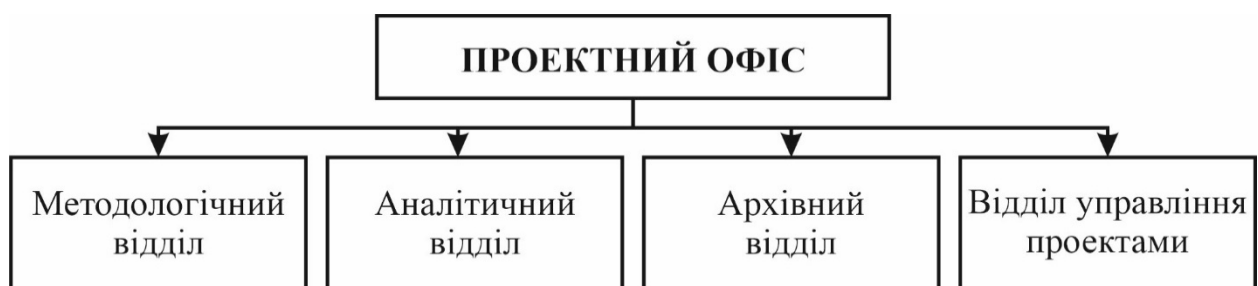 ПРОЕКТНИЙ ОФІС
Методологічний
відділ
Аналітичний
відділ
Архівний
відділ
Відділ управління
проектами